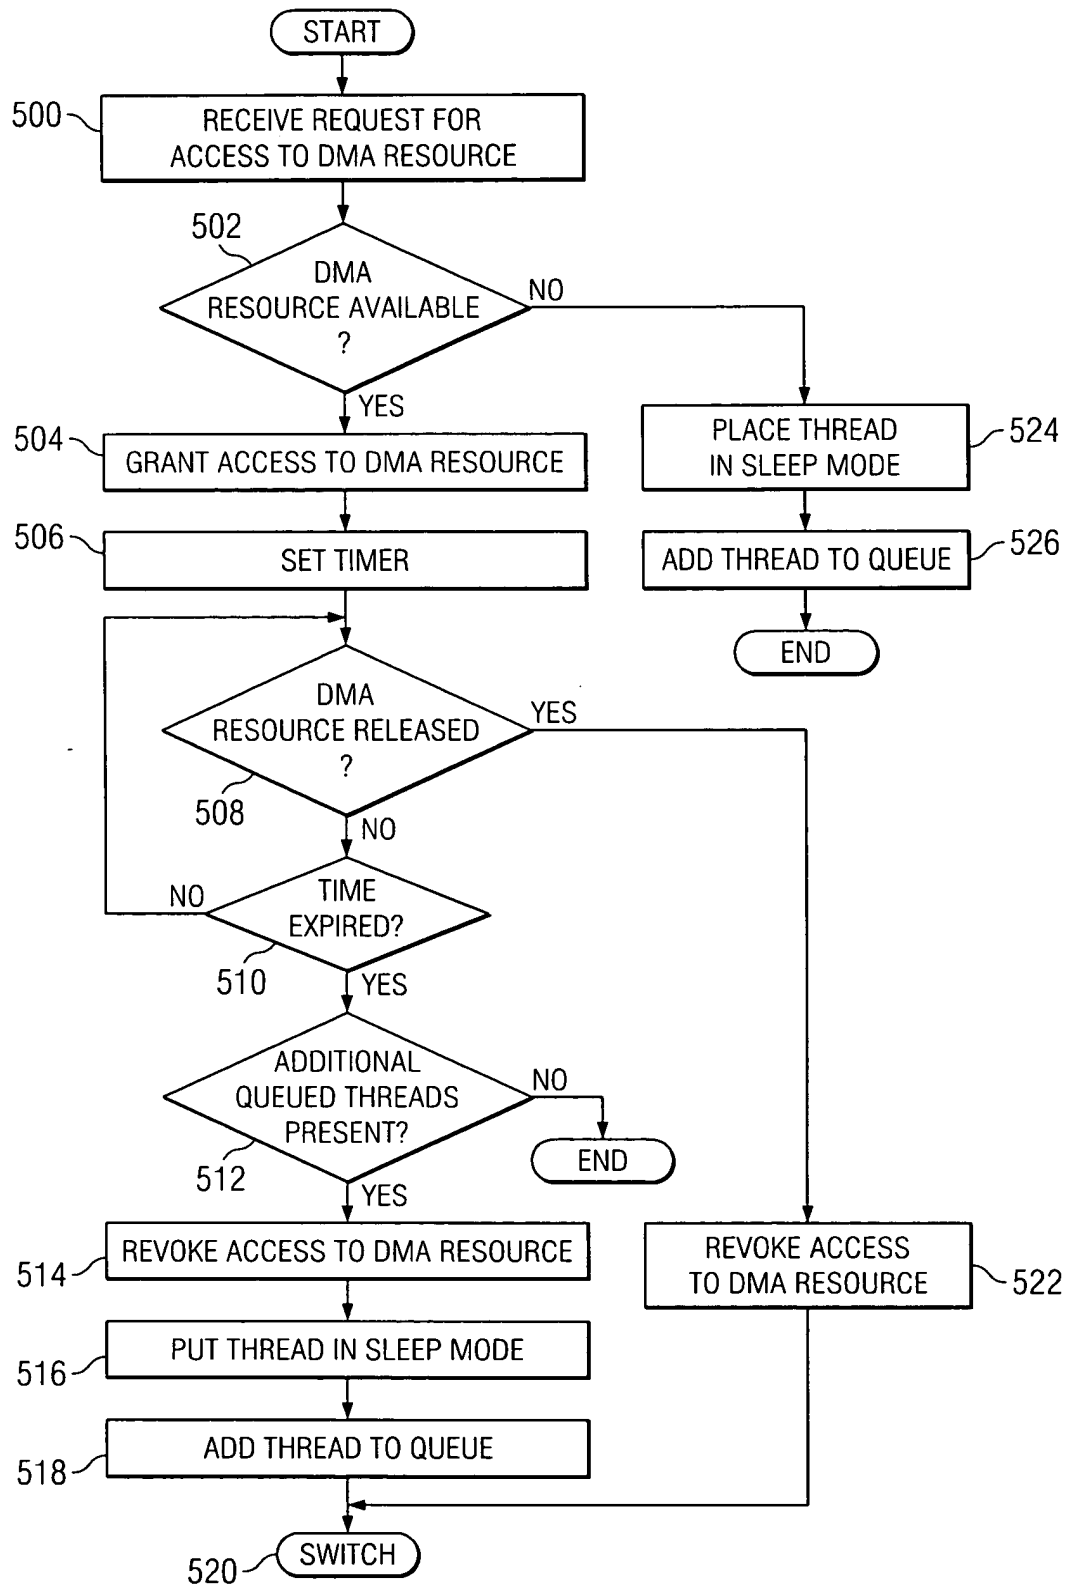 START
500
RECEIVE REQUEST FOR
ACCESS TO DMA RESOURCE
502
DMA
RESOURCE AVAILABLE
?
NO
YES
504
GRANT ACCESS TO DMA RESOURCE
PLACE THREAD
IN SLEEP MODE
524
506
SET TIMER
ADD THREAD TO QUEUE
526
END
DMA
RESOURCE RELEASED
?
YES
508
NO
TIME
EXPIRED?
NO
510
YES
ADDITIONAL
QUEUED THREADS
PRESENT?
NO
END
512
YES
514
REVOKE ACCESS TO DMA RESOURCE
REVOKE ACCESS
TO DMA RESOURCE
522
516
PUT THREAD IN SLEEP MODE
518
ADD THREAD TO QUEUE
520
SWITCH